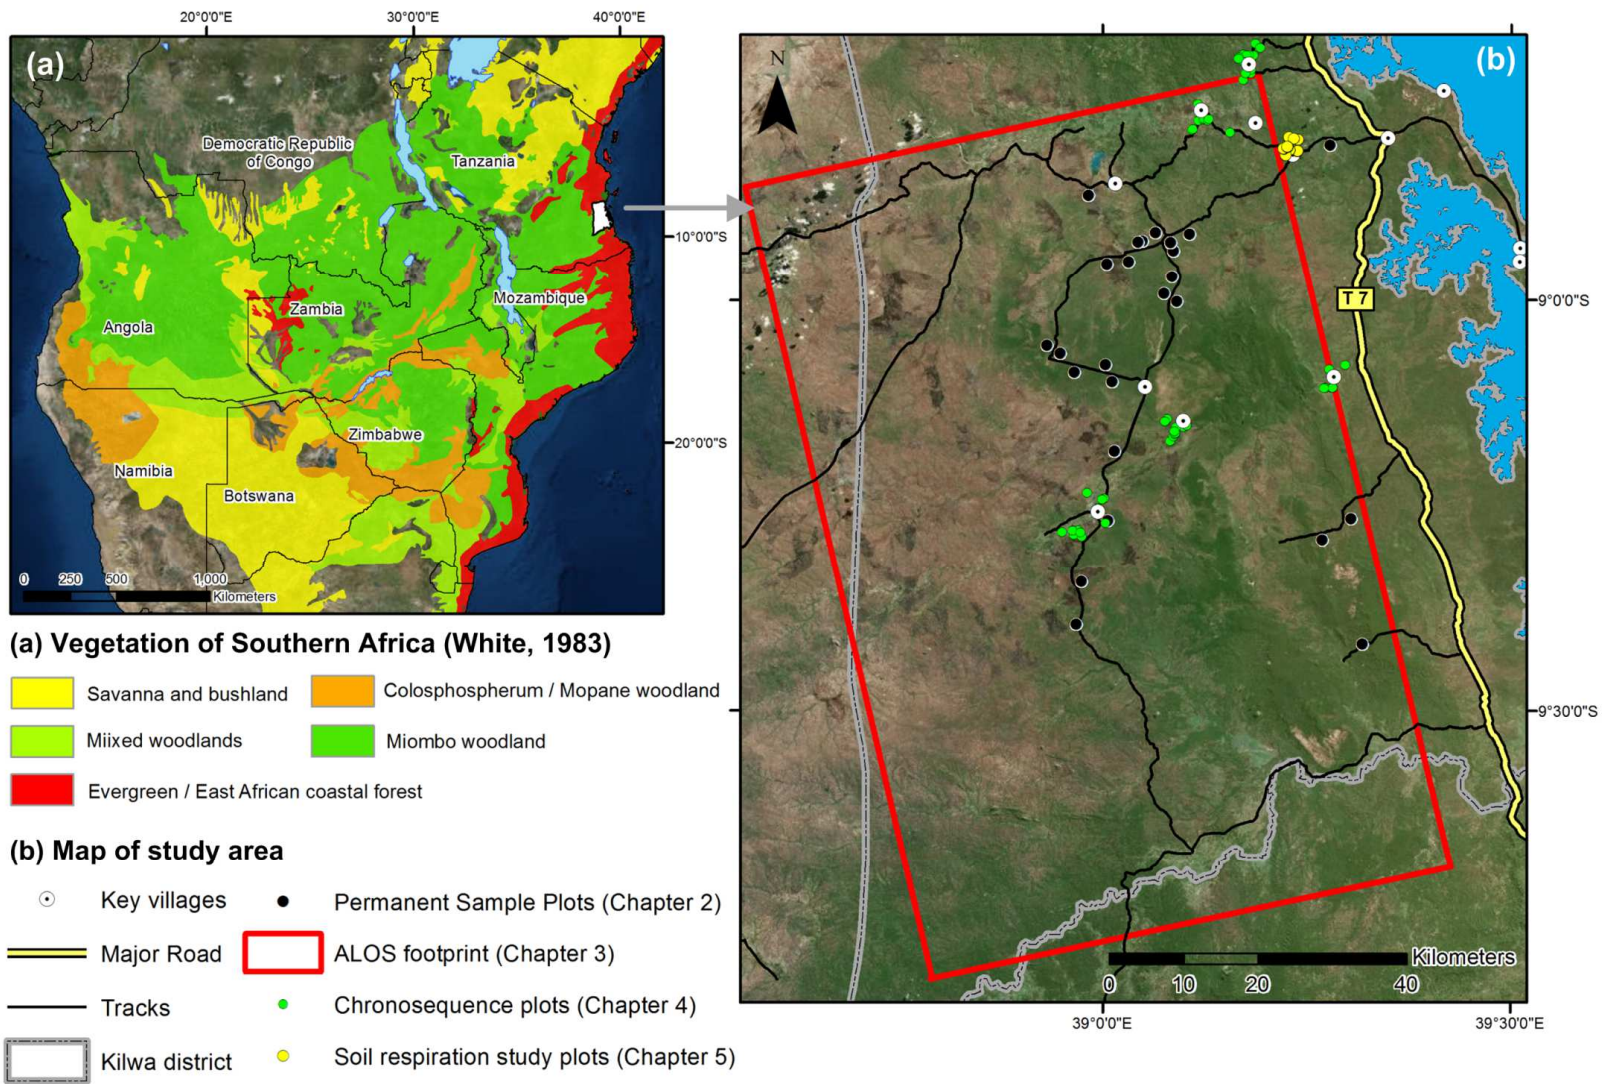 20°0'0"E
30°0'0"E
40°0'0"E
(a)
Democratic Republic
of Congo
Tanzania
10°0'0"S
Angola
Zambia
Mozambique
20°0'0"S
Zimbabwe
Namibia
Botswana
0 250 500 1,000
Kilometers
(a) Vegetation of Southern Africa (White, 1983)
Savanna and bushland
Colosphospherum / Mopane woodland
Miixed woodlands
Miombo woodland
Evergreen / East African coastal forest
(b) Map of study area
Key villages
Permanent Sample Plots (Chapter 2)
Major Road
ALOS footprint (Chapter 3)
Tracks
Chronosequence plots (Chapter 4)
Kilwa district
Soil respiration study plots (Chapter 5)
N
(b)
T 7
9°0'0"S
9°30'0"S
Kilometers
0 10 20 40
39°0'0"E
39°30'0"E